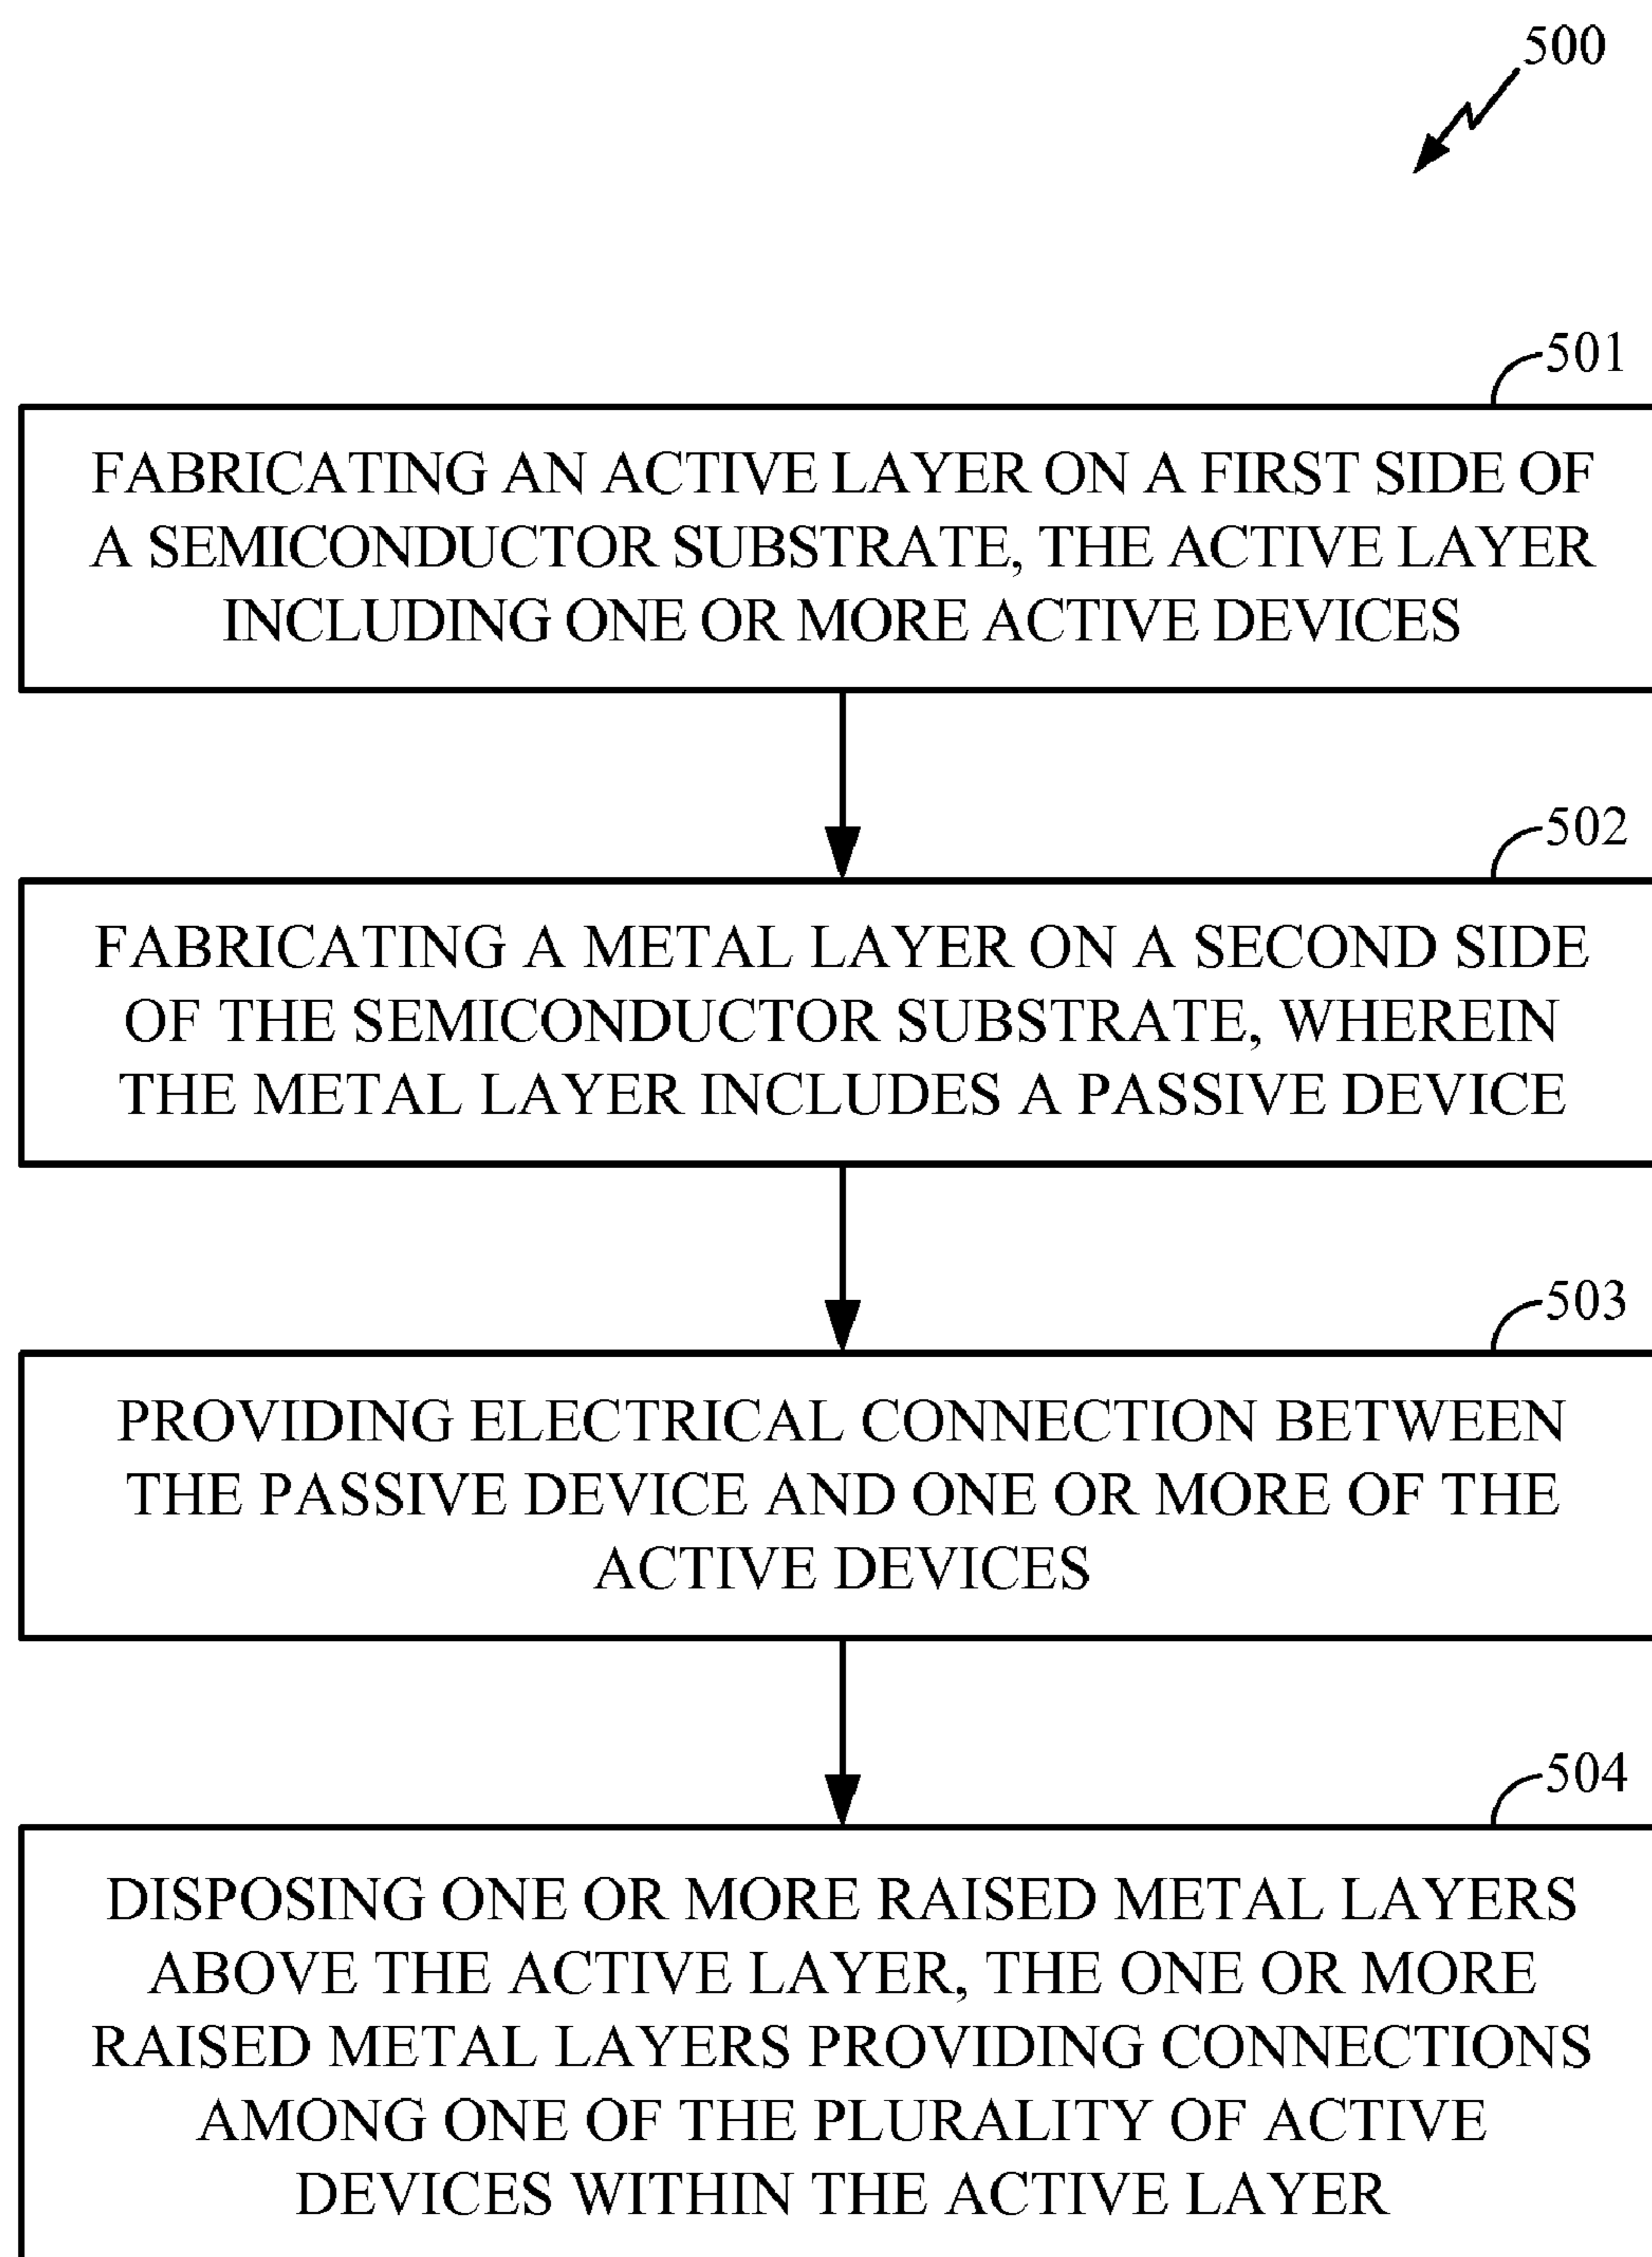 500
501
FABRICATING AN ACTIVE LAYER ON A FIRST SIDE OF
A SEMICONDUCTOR SUBSTRATE, THE ACTIVE LAYER
INCLUDING ONE OR MORE ACTIVE DEVICES
502
FABRICATING A METAL LAYER ON A SECOND SIDE
OF THE SEMICONDUCTOR SUBSTRATE, WHEREIN
THE METAL LAYER INCLUDES A PASSIVE DEVICE
503
PROVIDING ELECTRICAL CONNECTION BETWEEN
THE PASSIVE DEVICE AND ONE OR MORE OF THE
ACTIVE DEVICES
504
DISPOSING ONE OR MORE RAISED METAL LAYERS
ABOVE THE ACTIVE LAYER, THE ONE OR MORE
RAISED METAL LAYERS PROVIDING CONNECTIONS
AMONG ONE OF THE PLURALITY OF ACTIVE
DEVICES WITHIN THE ACTIVE LAYER